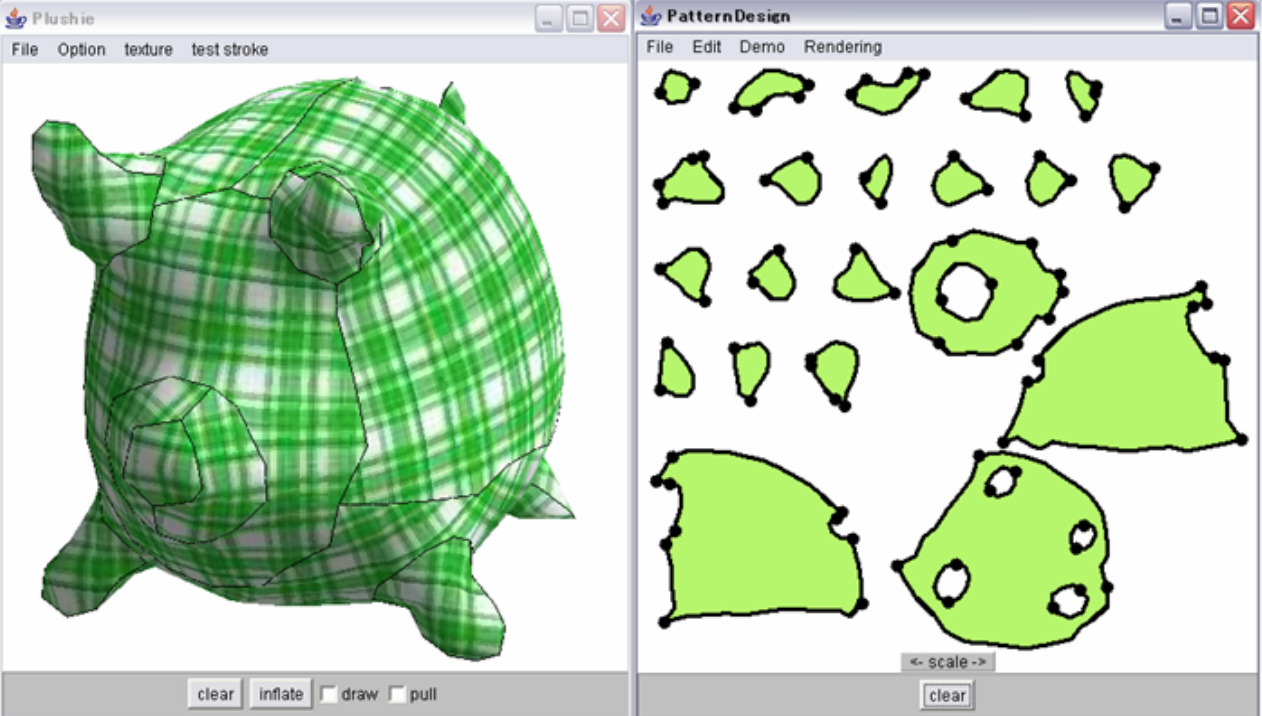 Plushie
File Option texture test stroke
clear inflate draw pull
PatternDesign
File Edit Demo Rendering
<- scale ->
clear